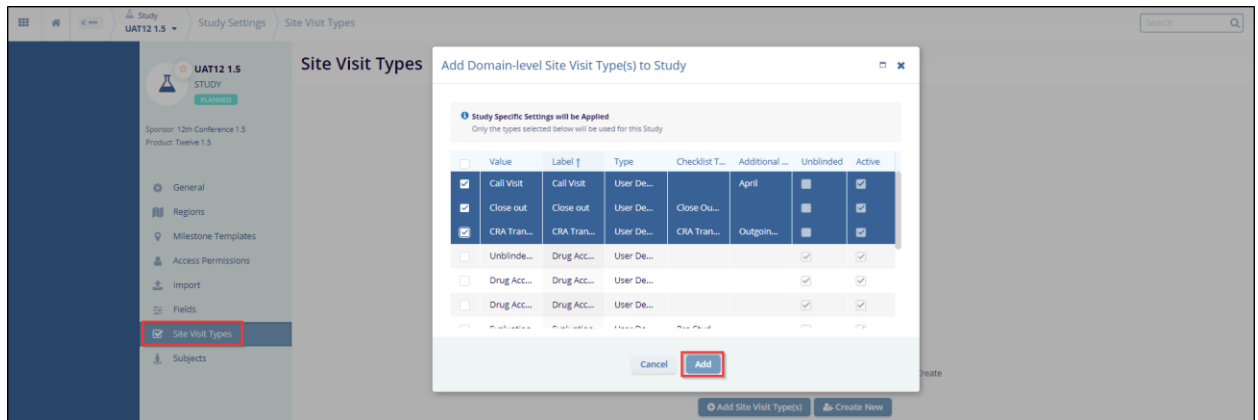 Study
UAT12 1.5
Study Settings
Site Visit Types
Search
UAT12 1.5
STUDY
PLANNED
Sponsor 12th Conference 1.5
Product Twelve 1.5
General
Regions
Milestone Templates
Access Permissions
Import
Fields
Site Visit Types
Subjects
Site Visit Types
Add Domain-level Site Visit Type(s) to Study
Study Specific Settings will be Applied
Only the types selected below will be used for this Study
Value Label ↑ Type Checklist T... Additional ... Unblinded Active
Call Visit Call Visit User De... April
Close out Close out User De... Close Ou...
CRA Tran... CRA Tran... User De... CRA Tran... Outgoin...
Unblinde... Drug Acc... User De...
Drug Acc... Drug Acc... User De...
Drug Acc... Drug Acc... User De...
Cancel Add
Create
Add Site Visit Type(s) Create New